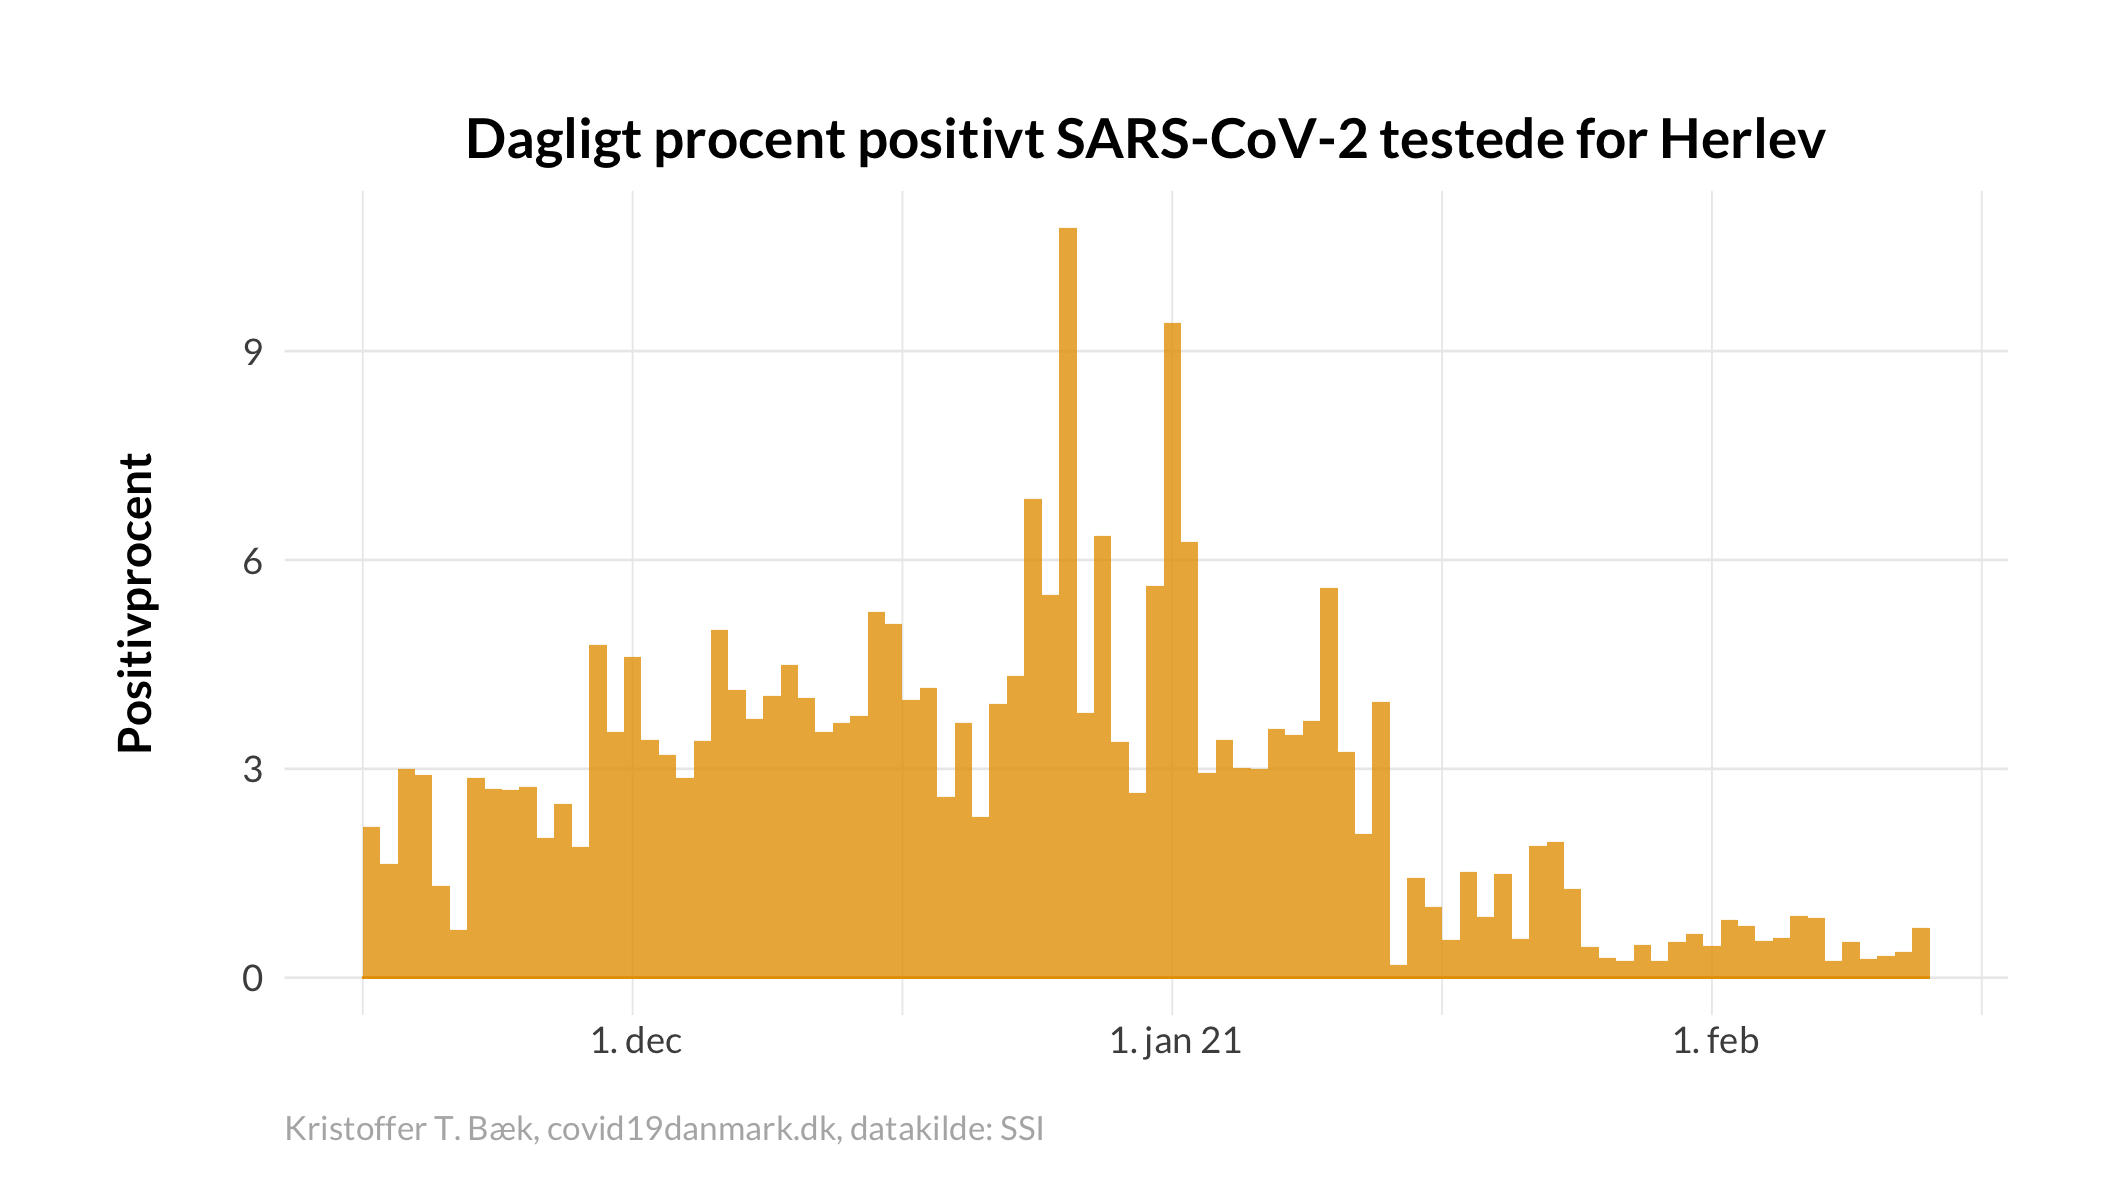 Dagligt procent positivt SARS-CoV-2 testede for Herlev
Positivprocent
9
6
3
0
1. dec
1. jan 21
1. feb
Kristoffer T. Bæk, covid19danmark.dk, datakilde: SSI